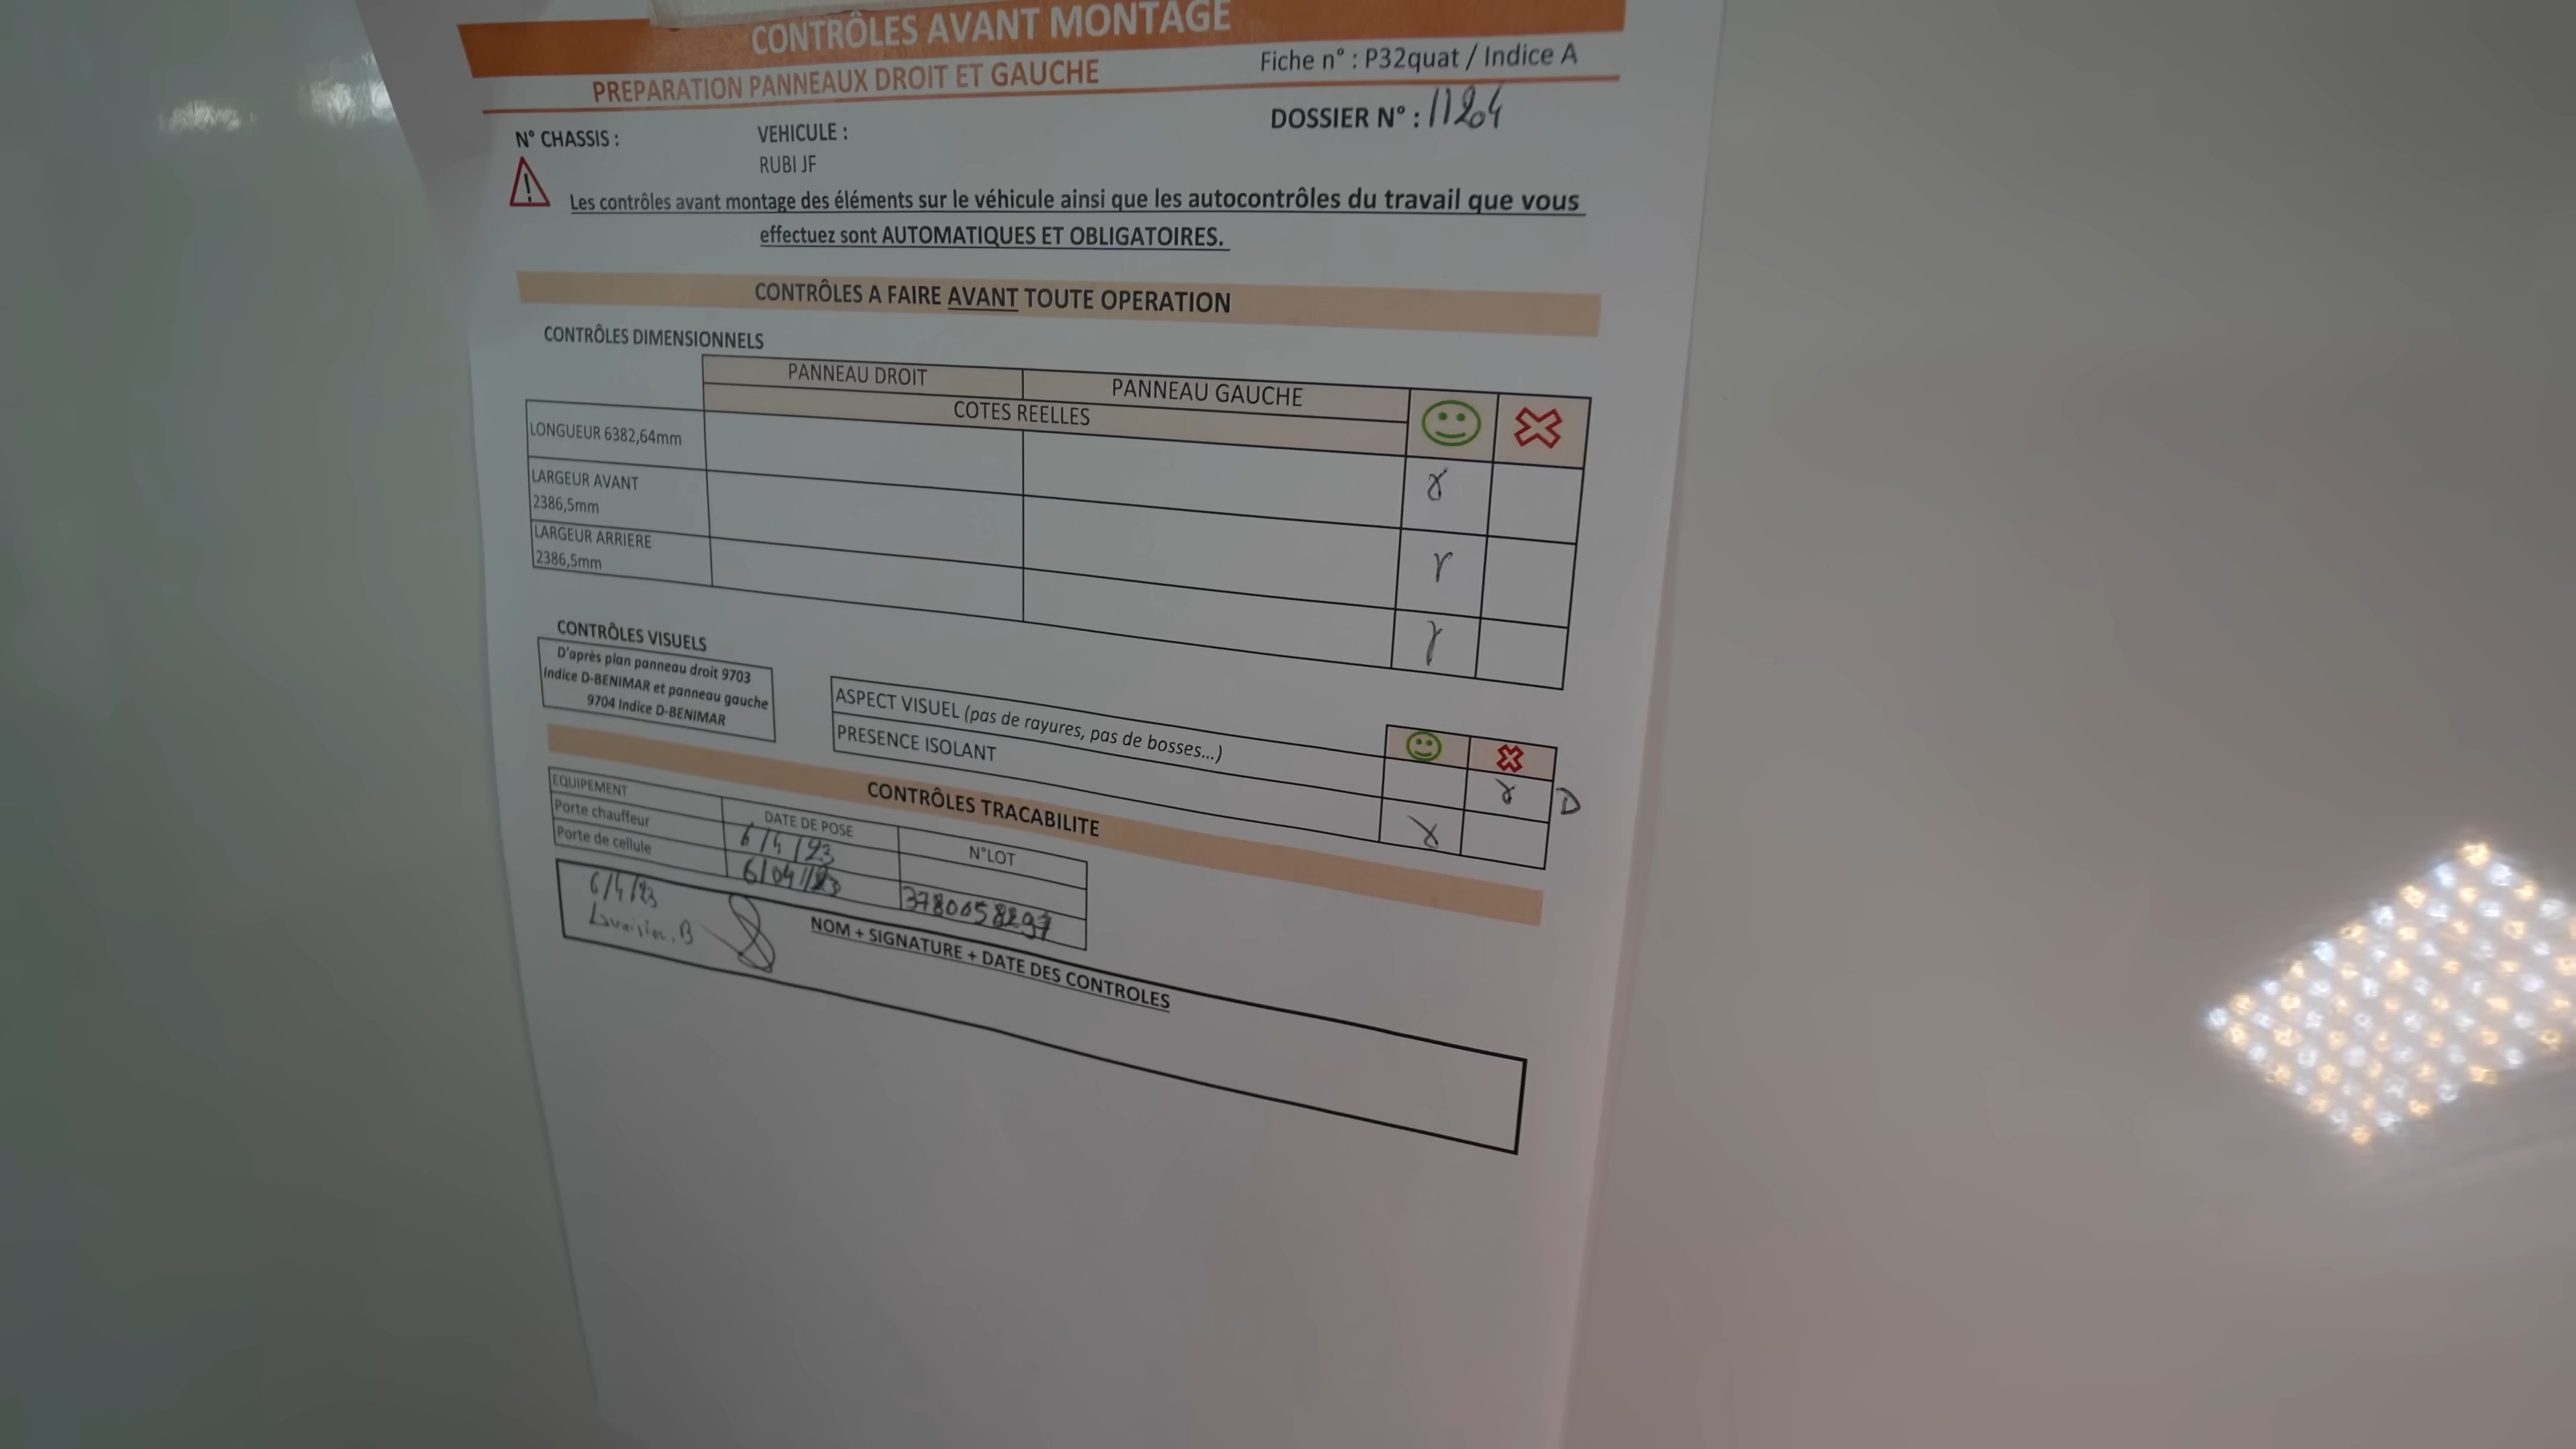 CONTRÔLES AVANT MONTAGE
PREPARATION PANNEAUX DROIT ET GAUCHE
Fiche n° : P32quat / Indice A
DOSSIER N° : 11204
N° CHASSIS :
VEHICULE :
RUBI JF
Les contrôles avant montage des éléments sur le véhicule ainsi que les autocontrôles du travail que vous
effectuez sont AUTOMATIQUES ET OBLIGATOIRES.
CONTRÔLES A FAIRE AVANT TOUTE OPERATION
CONTRÔLES DIMENSIONNELS
PANNEAU DROIT
PANNEAU GAUCHE
COTES REELLES
LONGUEUR 6382,64mm
LARGEUR AVANT
2386,5mm
LARGEUR ARRIERE
2386,5mm
CONTRÔLES VISUELS
D'après plan panneau droit 9703
Indice D-BENIMAR et panneau gauche
9704 Indice D-BENIMAR
ASPECT VISUEL (pas de rayures, pas de bosses...)
D
PRESENCE ISOLANT
CONTRÔLES TRACABILITE
EQUIPEMENT
DATE DE POSE
N°LOT
Porte chauffeur
6/4/23
Porte de cellule
6/04/23
6/4/23
NOM + SIGNATURE + DATE DES CONTROLES